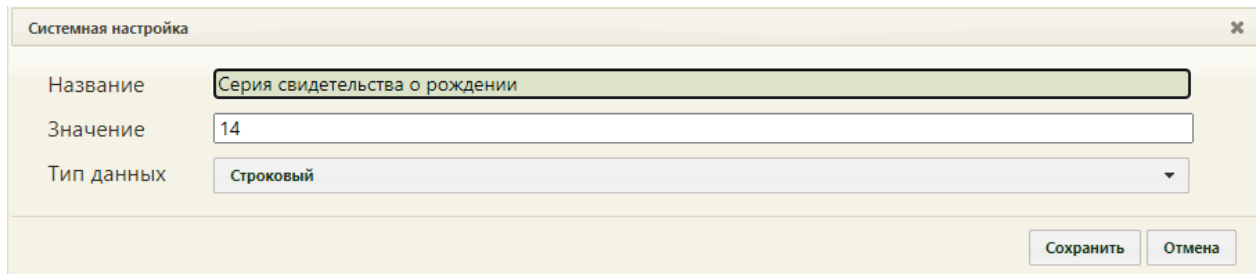 Системная настройка
Название Серия свидетельства о рождении
Значение 14
Тип данных Строковый
Сохранить Отмена